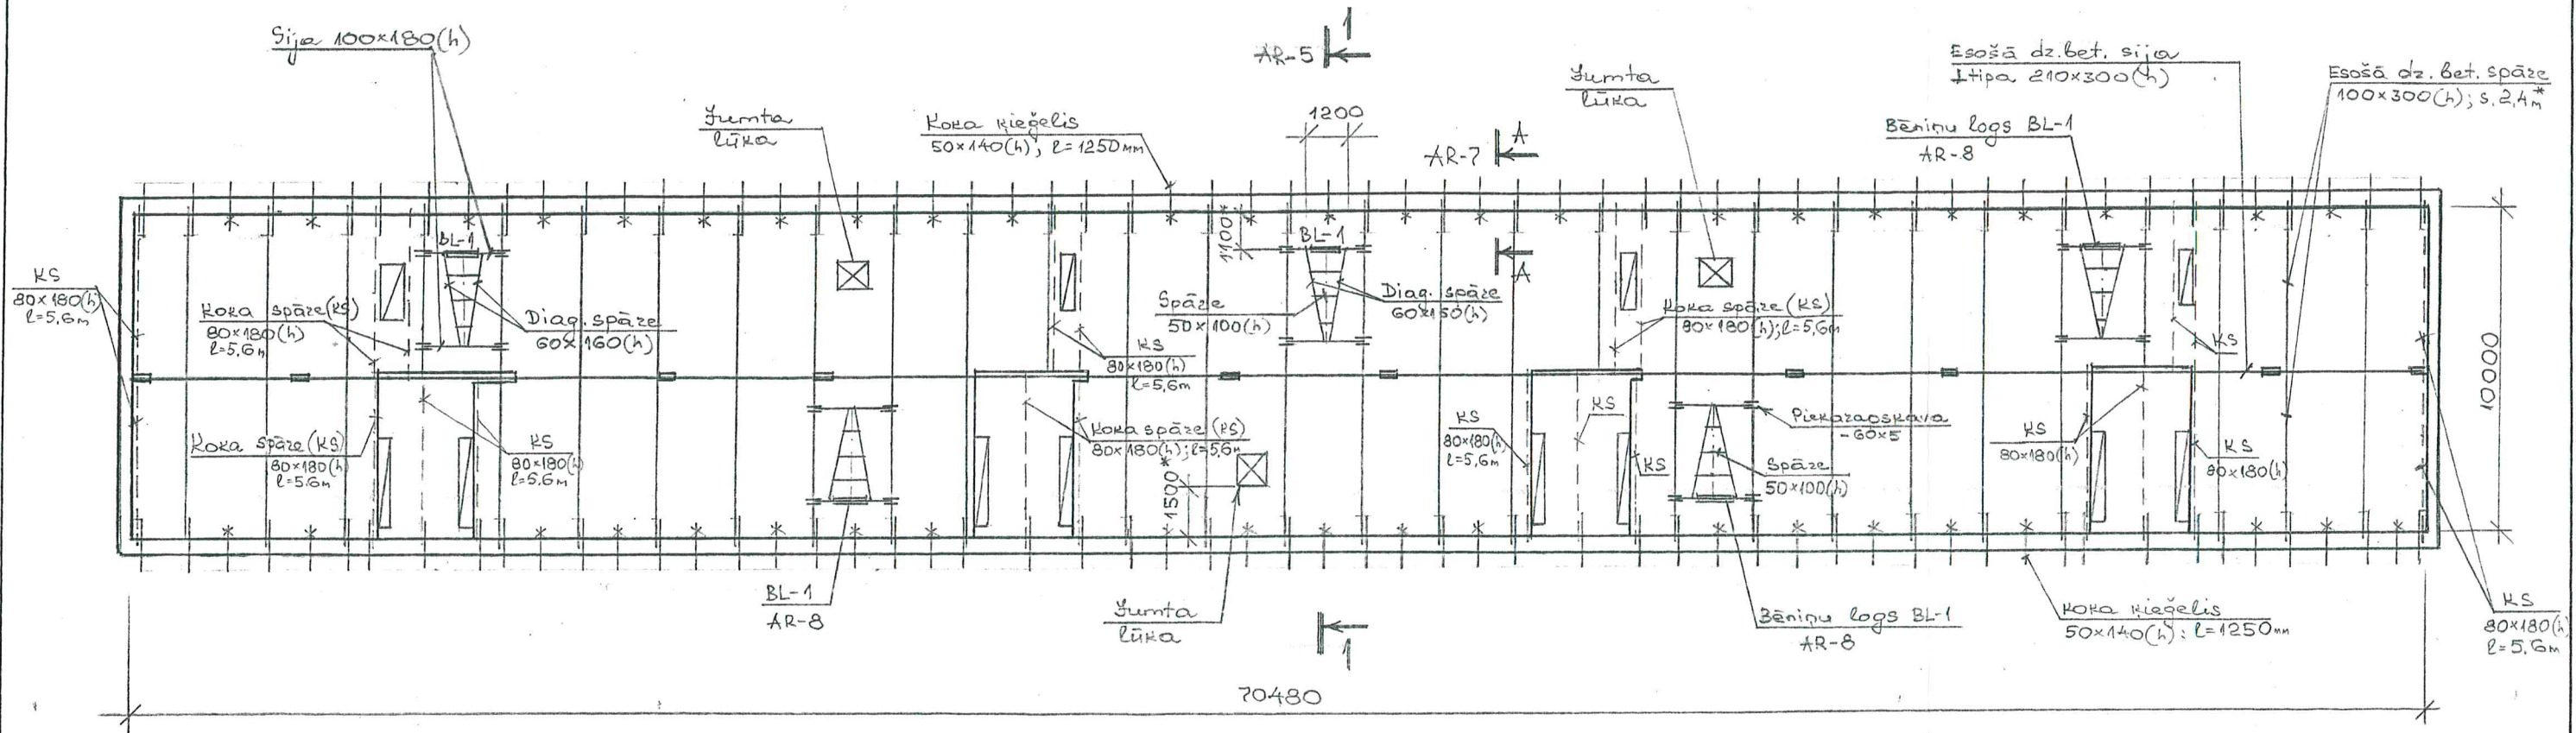 Sija 100×180(h)
AR-5
1
Jumta
lūka
Koka ķieģelis
50×140(h), l=1250mm
1200
AR-7
A
Jumta
lūka
Esošā dz.bet. sija
I tipa 210×300(h)
Esošā dz. bet. spāre
100×300(h); s.2,4m*
Bēniņu logs BL-1
AR-8
KS
80×180(h)
l=5,6m
Koka spāre(KS)
80×180(h)
l=5,6m
BL-1
Diag. spāre
60×160(h)
1100*
BL-1
Spāre
50×100(h)
Diag. spāre
60×160(h)
A
Koka spāre(KS)
80×180(h);l=5,6m
KS
80×180(h)
l=5,6m
KS
10000
Koka spāre(KS)
80×180(h)
l=5.6m
KS
80×180(h)
l=5.6m
Koka spāre (KS)
80×180(h);l=5,6m
1500*
KS
80×180(h)
l=5,6m
KS
KS
Piekaraoskava
-60×5
Spāre
50×100(h)
KS
80×180(h)
KS
80×180(h)
BL-1
AR-8
Jumta
lūka
1
Bēniņu logs BL-1
AR-8
Koka ķieģelis
50×140(h): l=1250mm
KS
80×180(h)
l=5.6m
70480